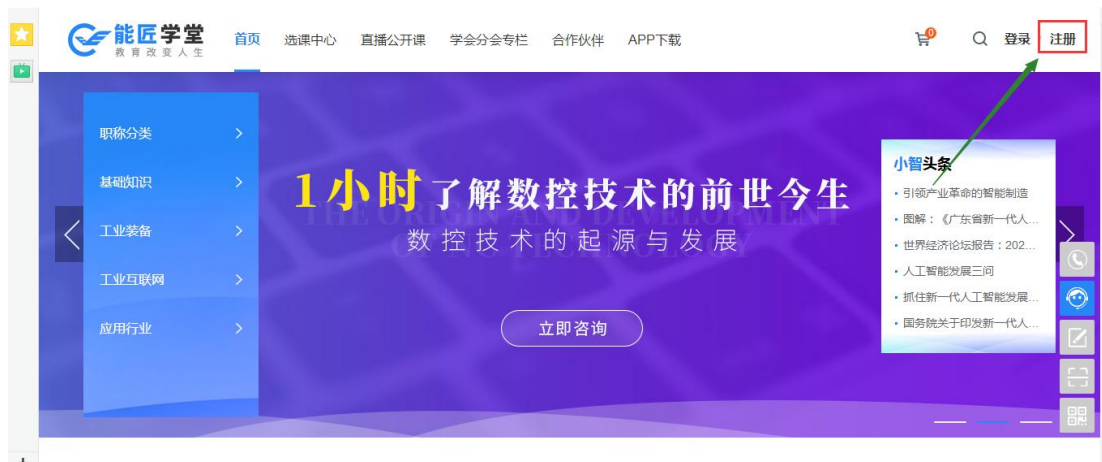 能匠学堂
教育改变人生
首页 选课中心 直播公开课 学会分会专栏 合作伙伴 APP下载
0
登录 注册
职称分类
基础知识
工业装备
工业互联网
应用行业
1小时了解数控技术的前世今生
THE ORIGIN AND DEVELOPMENT
OF NC TECHNOLOGY
数控技术的起源与发展
立即咨询
小智头条
· 引领产业革命的智能制造
· 图解：《广东省新一代人...
· 世界经济论坛报告：202...
· 人工智能发展三问
· 抓住新一代人工智能发展...
· 国务院关于印发新一代人...